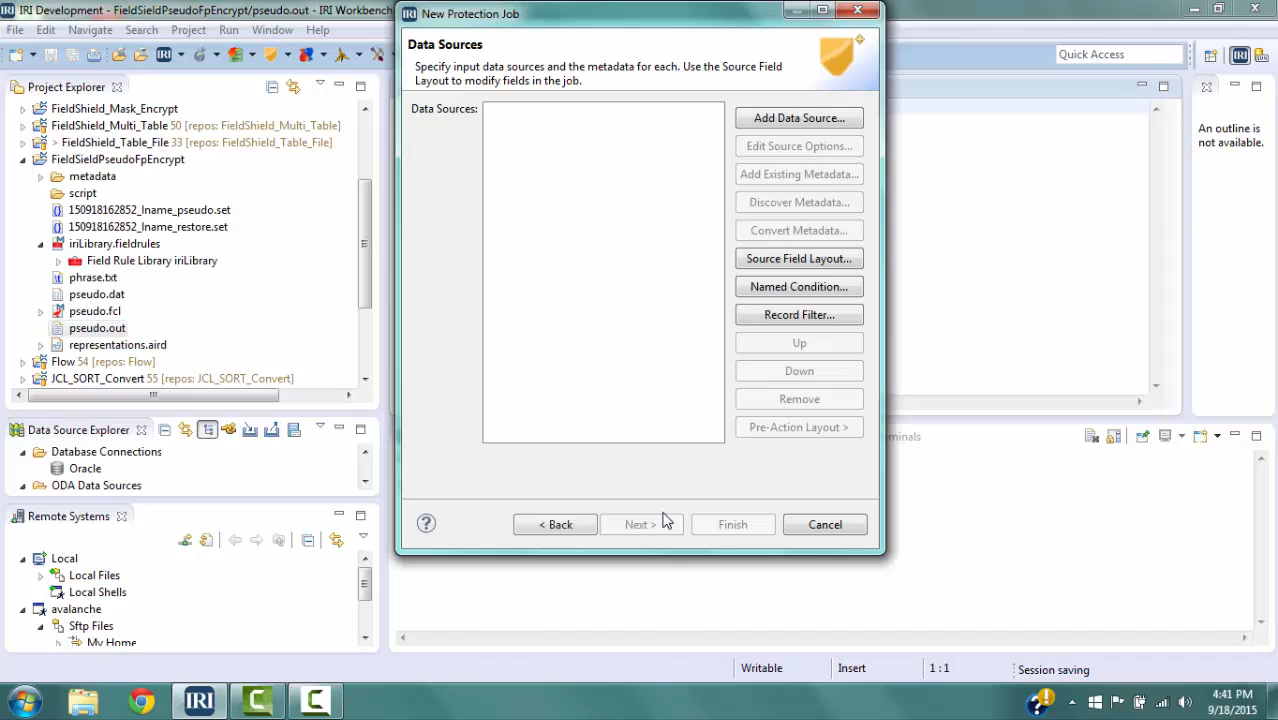 IRI Development - FieldSieldPseudoFpEncrypt/pseudo.out - IRI Workbench
File Edit Navigate Search Project Run Window Help
Quick Access
IRI
Project Explorer
FieldShield_Mask_Encrypt
FieldShield_Multi_Table 50 [repos: FieldShield_Multi_Table]
> FieldShield_Table_File 33 [repos: FieldShield_Table_File]
FieldSieldPseudoFpEncrypt
metadata
script
150918162852_lname_pseudo.set
150918162852_lname_restore.set
iriLibrary.fieldrules
Field Rule Library iriLibrary
phrase.txt
pseudo.dat
pseudo.fcl
pseudo.out
representations.aird
Flow 54 [repos: Flow]
JCL_SORT_Convert 55 [repos: JCL_SORT_Convert]
Data Source Explorer
Database Connections
Oracle
ODA Data Sources
Remote Systems
Local
Local Files
Local Shells
avalanche
Sftp Files
My Home
IRI New Protection Job
Data Sources
Specify input data sources and the metadata for each. Use the Source Field
Layout to modify fields in the job.
Data Sources:
Add Data Source...
Edit Source Options...
Add Existing Metadata...
Discover Metadata...
Convert Metadata...
Source Field Layout...
Named Condition...
Record Filter...
Up
Down
Remove
Pre-Action Layout >
< Back
Next >
Finish
Cancel
An outline is
not available.
minals
Writable
Insert
1 : 1
Session saving
IRI
4:41 PM
9/18/2015